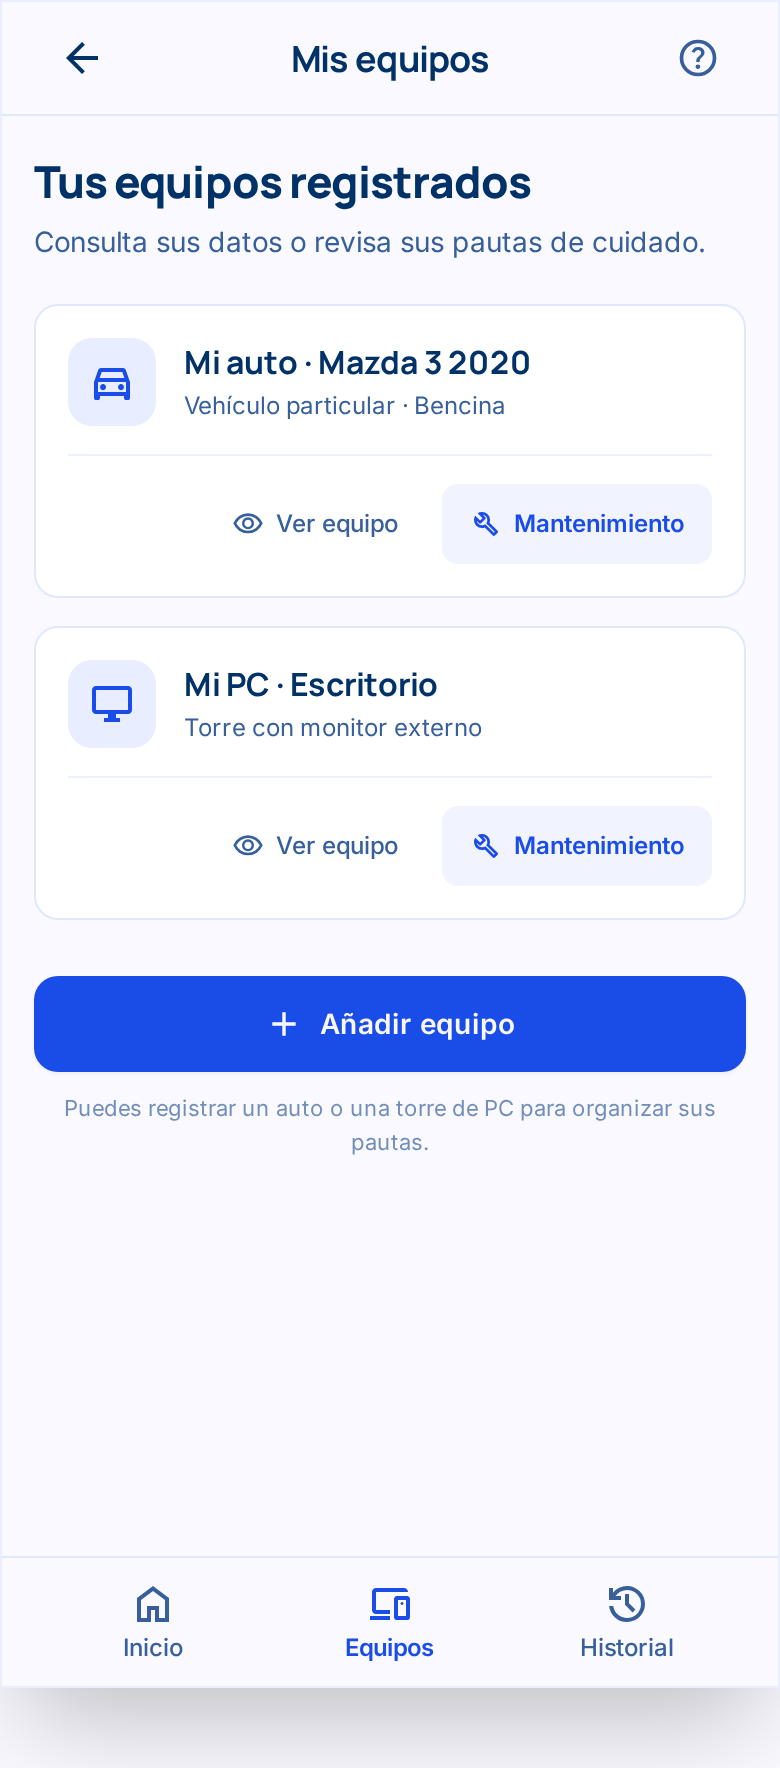 Mis equipos
Tus equipos registrados
Consulta sus datos o revisa sus pautas de cuidado.
Mi auto · Mazda 3 2020
Vehículo particular · Bencina
Ver equipo
Mantenimiento
Mi PC · Escritorio
Torre con monitor externo
Ver equipo
Mantenimiento
Añadir equipo
Puedes registrar un auto o una torre de PC para organizar sus
pautas.
Inicio
Equipos
Historial